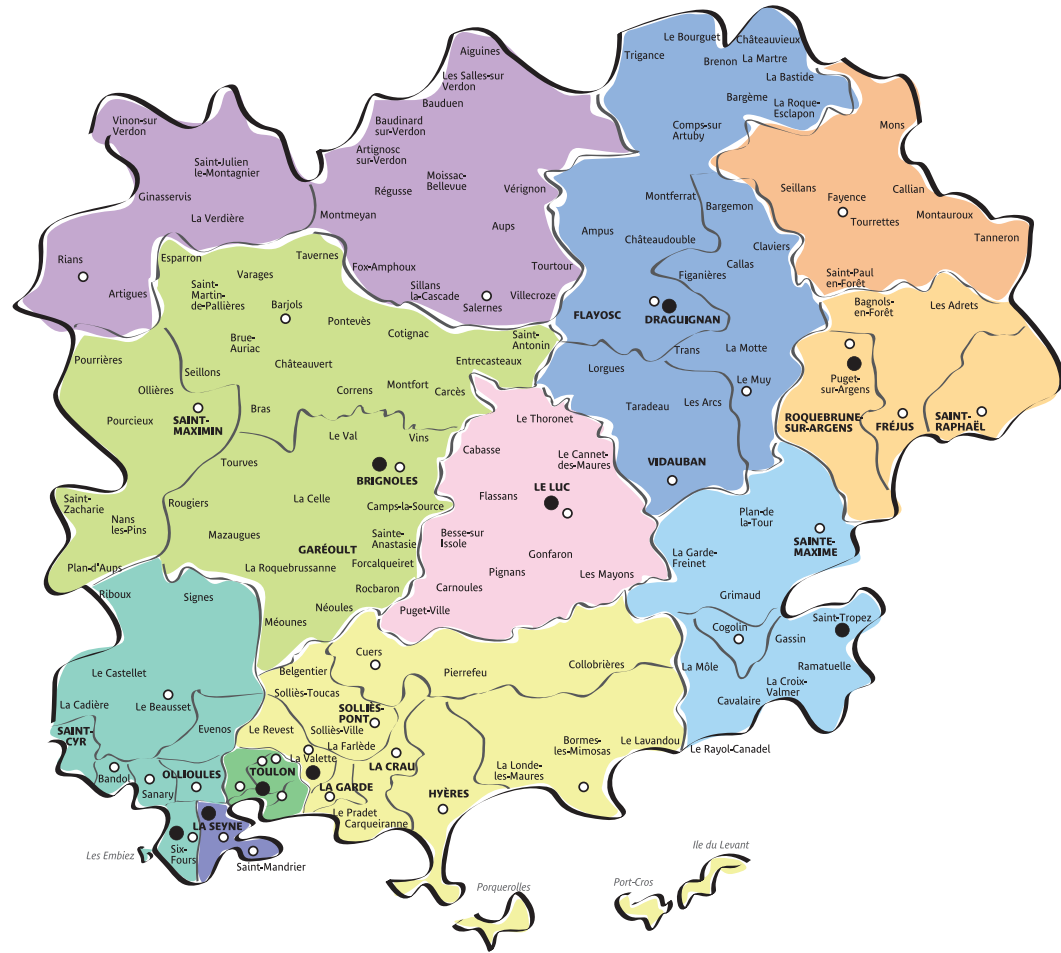 Le Bourguet
Châteauvieux
Trigance
Brenon
La Martre
La Bastide
Bargème
La Roque-
Esclapon
Comps-sur
Artuby
Aiguines
Les Salles-sur
Verdon
Bauduen
Baudinard
sur-Verdon
Artignosc
sur-Verdon
Moissac-
Bellevue
Régusse
Vérignon
Montmeyan
Aups
Fox-Amphoux
Tourtour
Sillans
la-Cascade
Villecroze
Salernes
Vinon-sur
Verdon
Saint-Julien
le-Montagnier
Ginasservis
La Verdière
Rians
Artigues
Mons
Seillans
Fayence
Callian
Tourrettes
Montauroux
Tanneron
Saint-Paul
en-Forêt
Montferrat
Bargemon
Ampus
Châteaudouble
Claviers
Callas
Figanières
FLAYOSC
DRAGUIGNAN
Trans
La Motte
Lorgues
Le Muy
Taradeau
Les Arcs
VIDAUBAN
Bagnols-
en-Forêt
Les Adrets
Puget-
sur-Argens
ROQUEBRUNE-
SUR-ARGENS
FRÉJUS
SAINT-
RAPHAËL
Esparron
Tavernes
Varages
Saint-
Martin-
de-Pallières
Barjols
Pontevès
Cotignac
Saint-
Antonin
Brue-
Auriac
Entrecasteaux
Pourrières
Châteauvert
Seillons
Ollières
Montfort
Correns
Carcès
SAINT-
MAXIMIN
Bras
Pourcieux
Le Val
Vins
Tourves
BRIGNOLES
La Celle
Camps-la-Source
Saint-
Zacharie
Rougiers
Nans
les-Pins
Mazaugues
GARÉOULT
Sainte-
Anastasie
Forcalqueiret
La Roquebrussanne
Rocbaron
Plan-d'Aups
Néoules
Méounes
Le Thoronet
Cabasse
Le Cannet-
des-Maures
LE LUC
Flassans
Besse-sur
Issole
Gonfaron
Pignans
Les Mayons
Carnoules
Puget-Ville
Plan-de
la-Tour
SAINTE-
MAXIME
La Garde-
Freinet
Grimaud
Cogolin
Saint-Tropez
Gassin
Ramatuelle
La Môle
La Croix-
Valmer
Cavalaire
Le Rayol-Canadel
Riboux
Signes
Le Castellet
La Cadière
Le Beausset
SAINT-
CYR
Evenos
Bandol
OLLIOULES
Sanary
Six-
Fours
LA SEYNE
Saint-Mandrier
Les Embiez
TOULON
Cuers
Belgentier
Pierrefeu
Collobrières
Solliès-Toucas
SOLLIÈS-
PONT
Solliès-Ville
Le Revest
La Farlède
La Valette
LA CRAU
LA GARDE
Le Pradet
Carqueiranne
HYÈRES
La Londe-
les-Maures
Bormes-
les-Mimosas
Le Lavandou
Porquerolles
Port-Cros
Ile du Levant